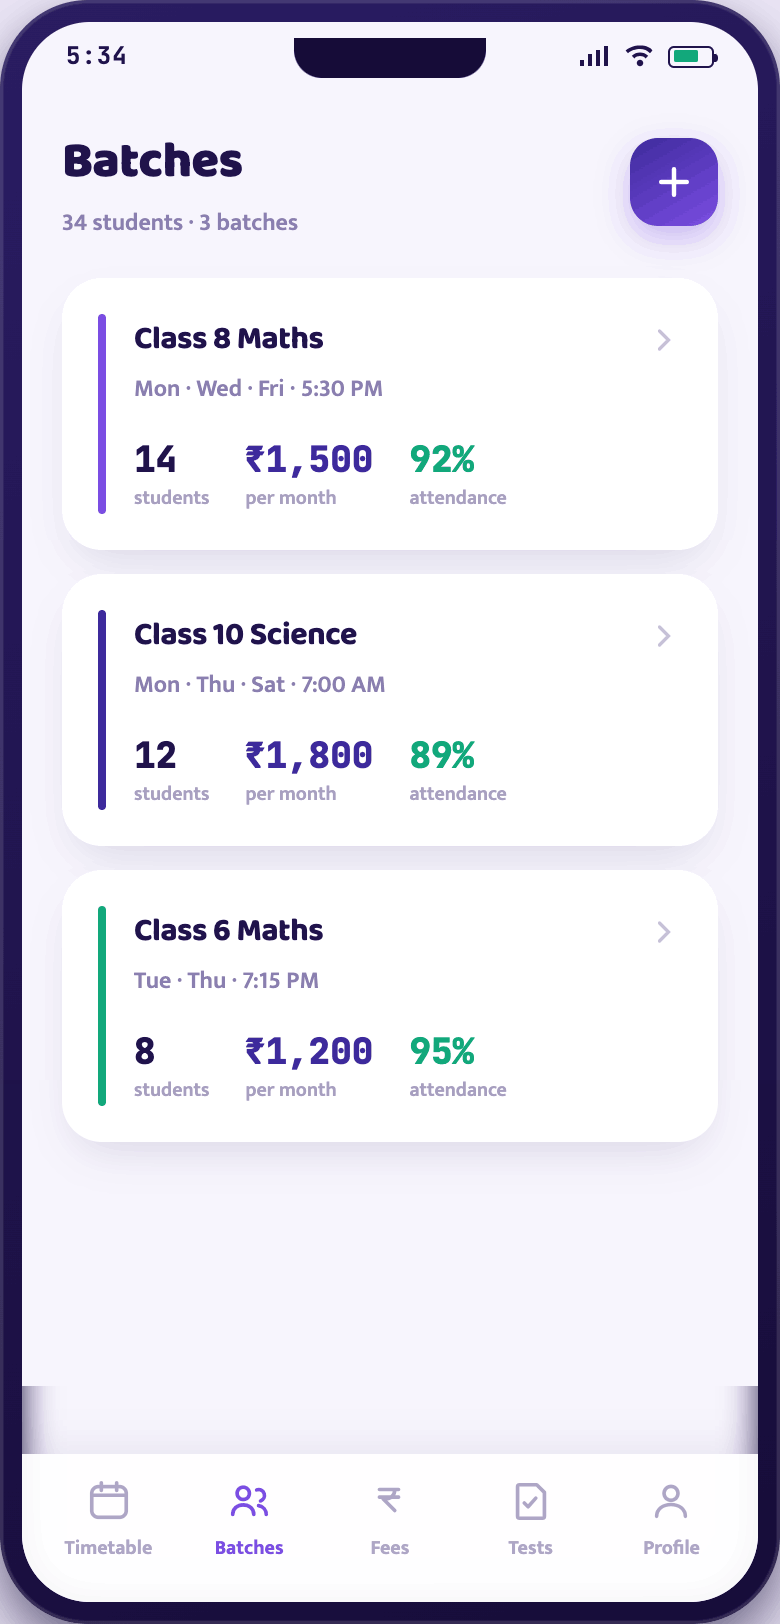 5:34
Batches
34 students · 3 batches
Class 8 Maths
Mon · Wed · Fri · 5:30 PM
14 ₹1,500 92%
students per month attendance
Class 10 Science
Mon · Thu · Sat · 7:00 AM
12 ₹1,800 89%
students per month attendance
Class 6 Maths
Tue · Thu · 7:15 PM
8 ₹1,200 95%
students per month attendance
Timetable Batches Fees Tests Profile